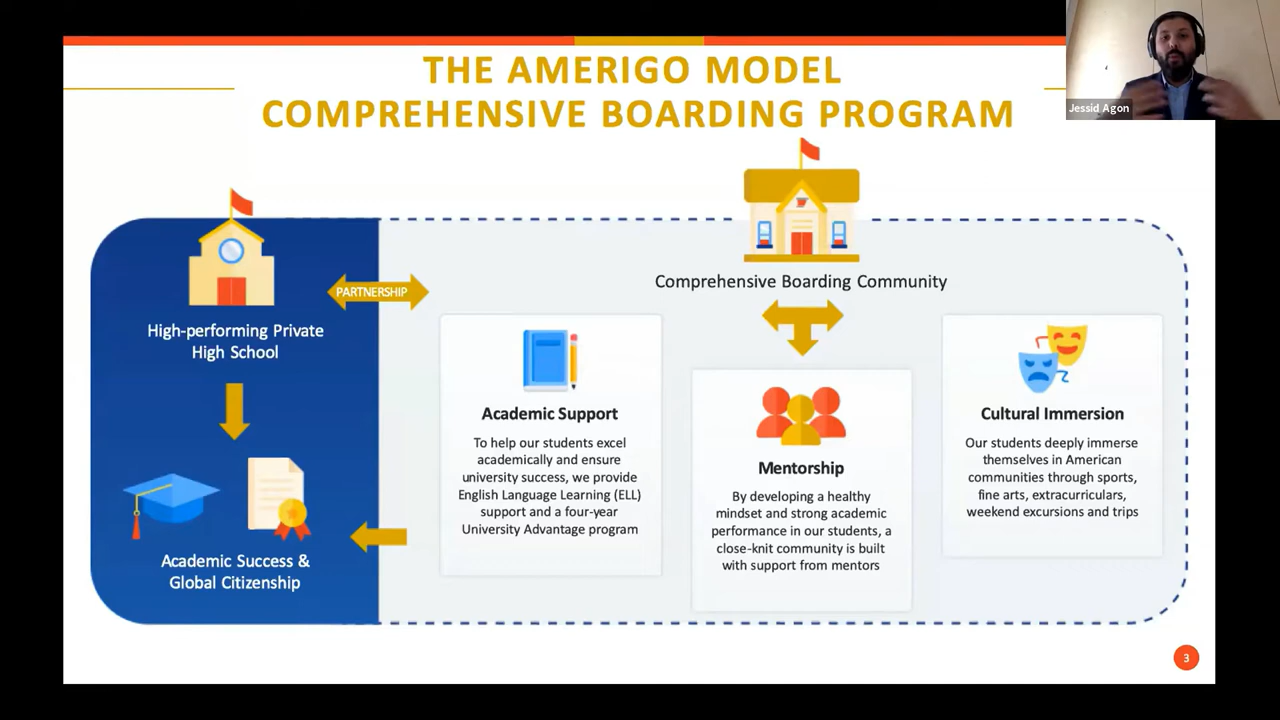 THE AMERIGO MODEL
COMPREHENSIVE BOARDING PROGRAM
Jessid Agon
High-performing Private
High School
PARTNERSHIP
Academic Success &
Global Citizenship
Comprehensive Boarding Community
Academic Support
To help our students excel
academically and ensure
university success, we provide
English Language Learning (ELL)
support and a four-year
University Advantage program
Mentorship
By developing a healthy
mindset and strong academic
performance in our students, a
close-knit community is built
with support from mentors
Cultural Immersion
Our students deeply immerse
themselves in American
communities through sports,
fine arts, extracurriculars,
weekend excursions and trips
3